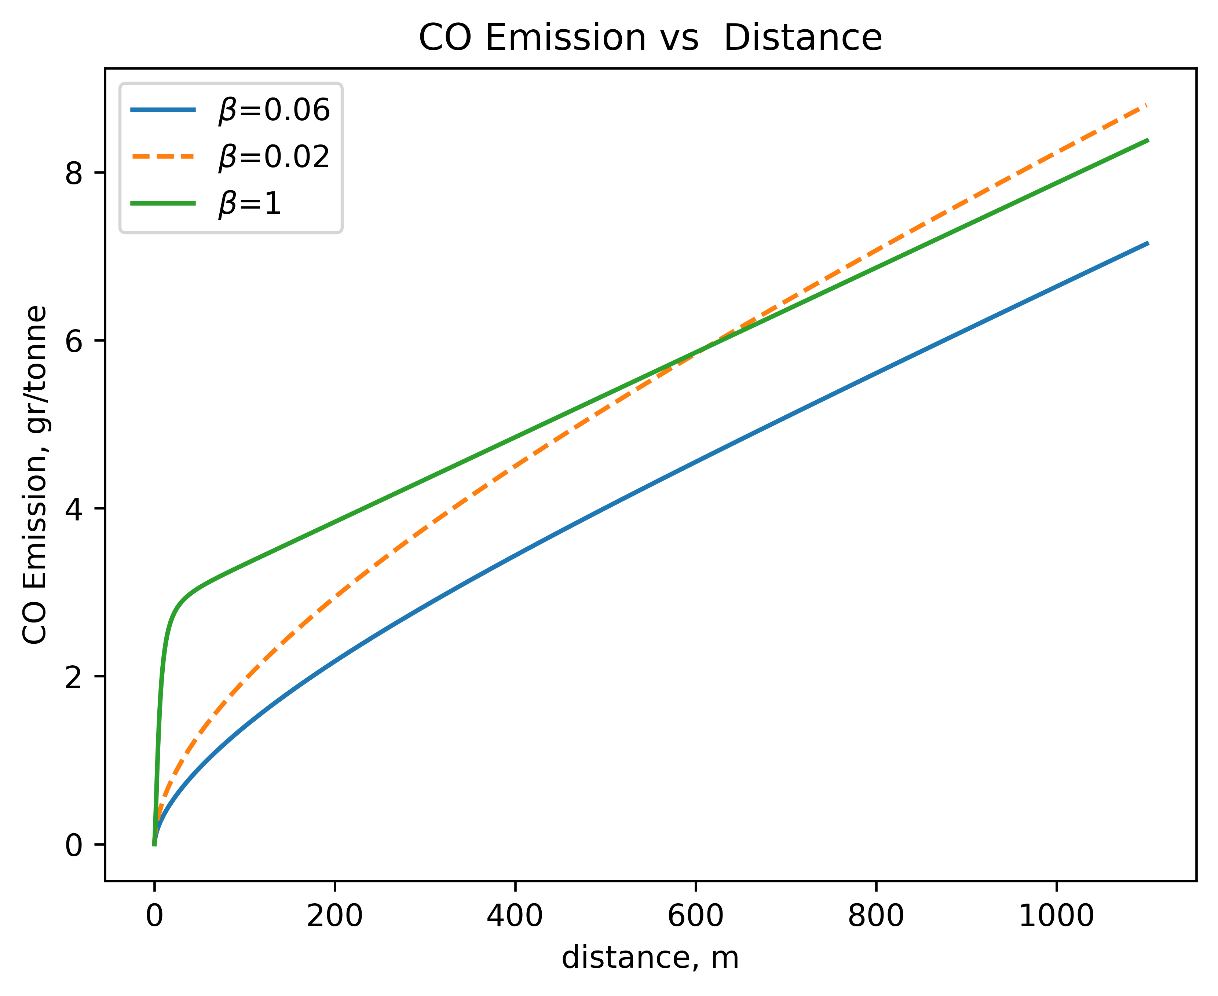 CO Emission vs  Distance
β=0.06
β=0.02
β=1
CO Emission, gr/tonne
8
6
4
2
0
0 200 400 600 800 1000
distance, m